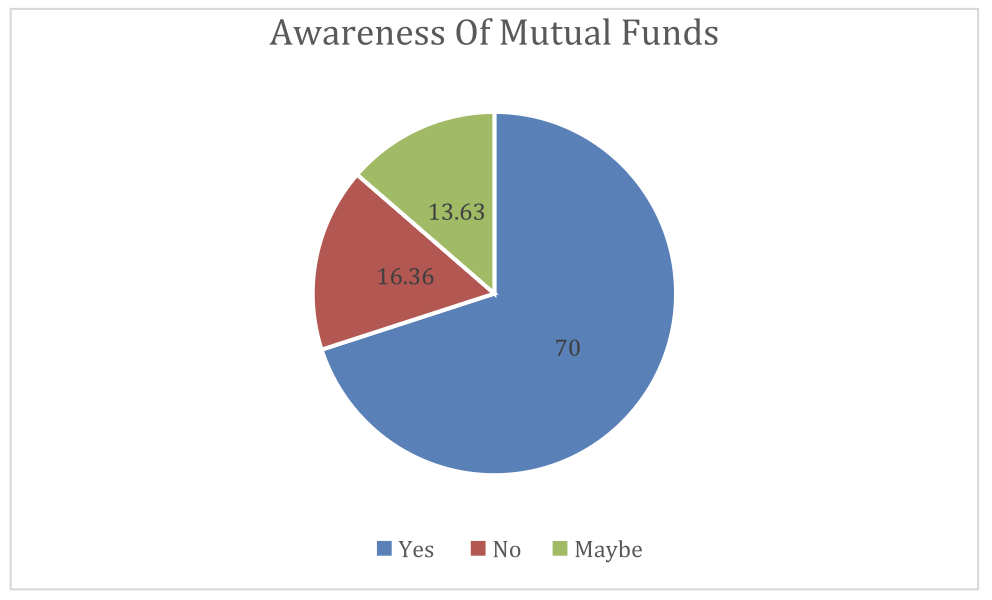 Awareness Of Mutual Funds
13.63
16.36
70
Yes No Maybe